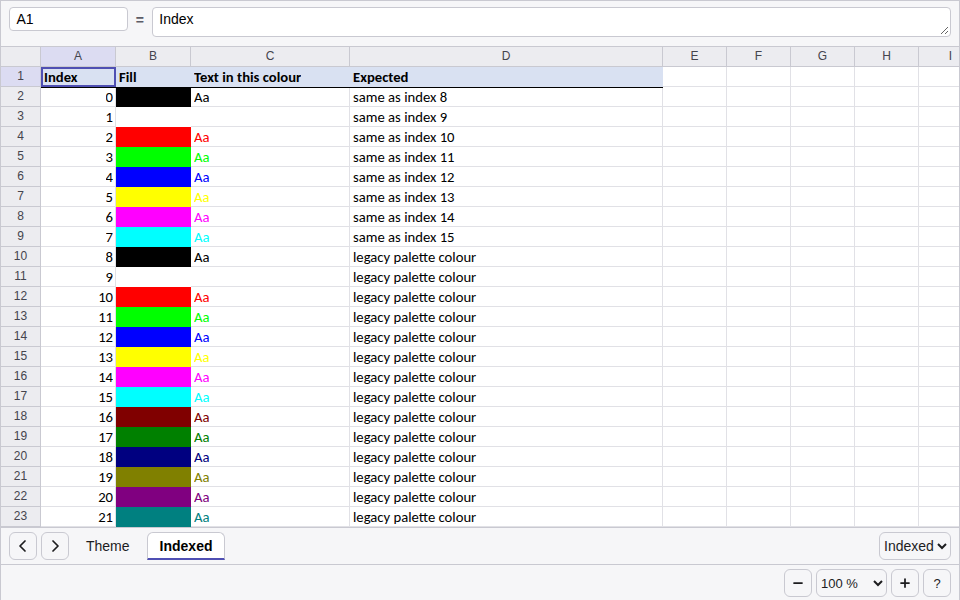 A1 = Index
A B C D E F G H I
1 Index Fill Text in this colour Expected
2 0 Aa same as index 8
3 1 same as index 9
4 2 Aa same as index 10
5 3 Aa same as index 11
6 4 Aa same as index 12
7 5 Aa same as index 13
8 6 Aa same as index 14
9 7 Aa same as index 15
10 8 Aa legacy palette colour
11 9 legacy palette colour
12 10 Aa legacy palette colour
13 11 Aa legacy palette colour
14 12 Aa legacy palette colour
15 13 Aa legacy palette colour
16 14 Aa legacy palette colour
17 15 Aa legacy palette colour
18 16 Aa legacy palette colour
19 17 Aa legacy palette colour
20 18 Aa legacy palette colour
21 19 Aa legacy palette colour
22 20 Aa legacy palette colour
23 21 Aa legacy palette colour
Theme Indexed Indexed
− 100 % + ?